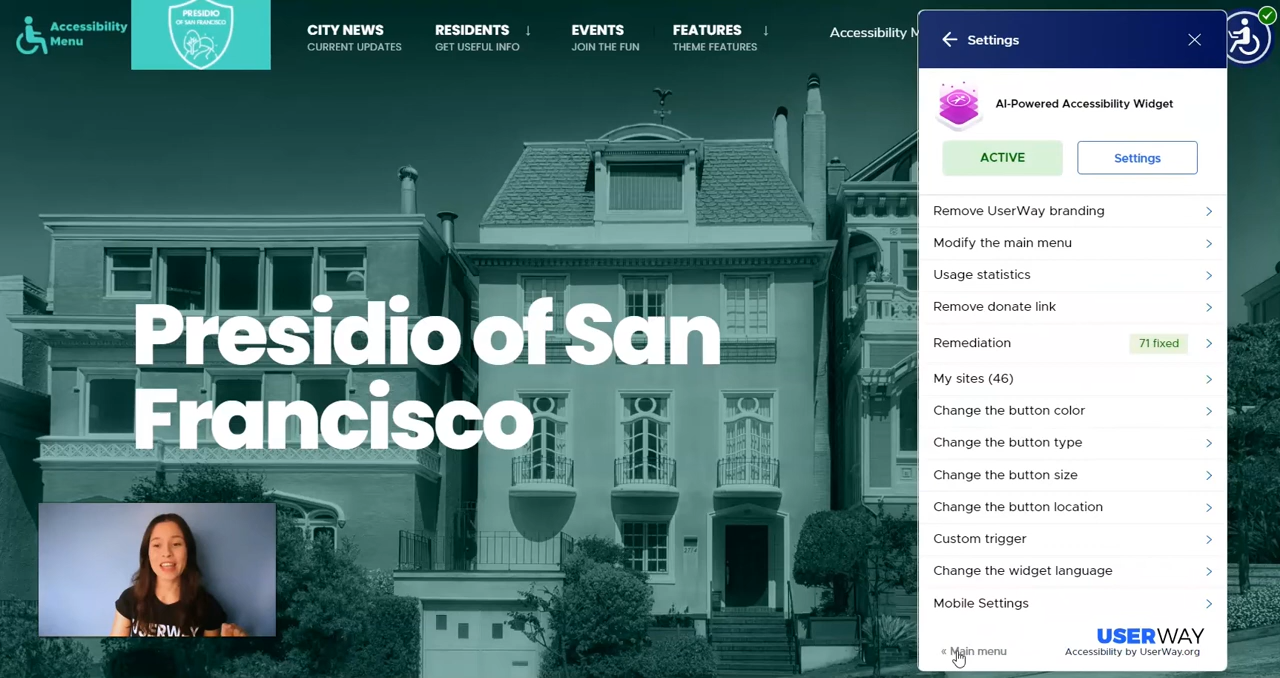 Accessibility
Menu
PRESIDIO
OF SAN FRANCISCO
CITY NEWS
CURRENT UPDATES
RESIDENTS ↓
GET USEFUL INFO
EVENTS
JOIN THE FUN
FEATURES ↓
THEME FEATURES
Accessibility M
Presidio of San
Francisco
USERWAY
Settings
AI-Powered Accessibility Widget
ACTIVE
Settings
Remove UserWay branding
Modify the main menu
Usage statistics
Remove donate link
Remediation 71 fixed
My sites (46)
Change the button color
Change the button type
Change the button size
Change the button location
Custom trigger
Change the widget language
Mobile Settings
« Main menu
USERWAY
Accessibility by UserWay.org